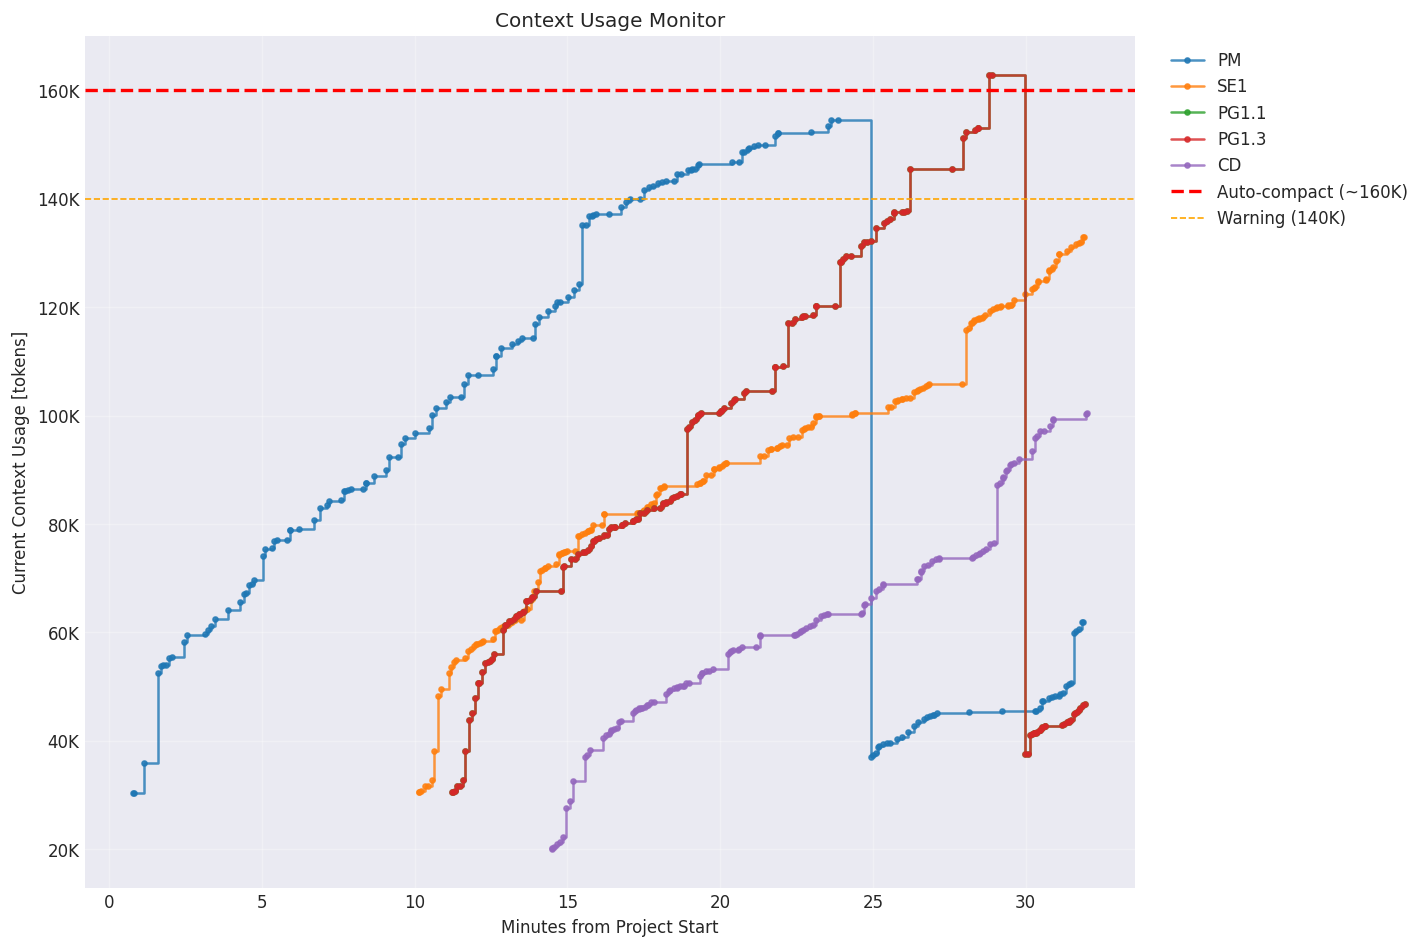 Context Usage Monitor
PM
SE1
PG1.1
PG1.3
CD
Auto-compact (~160K)
Warning (140K)
160K
140K
120K
100K
80K
60K
40K
20K
Current Context Usage [tokens]
0 5 10 15 20 25 30
Minutes from Project Start